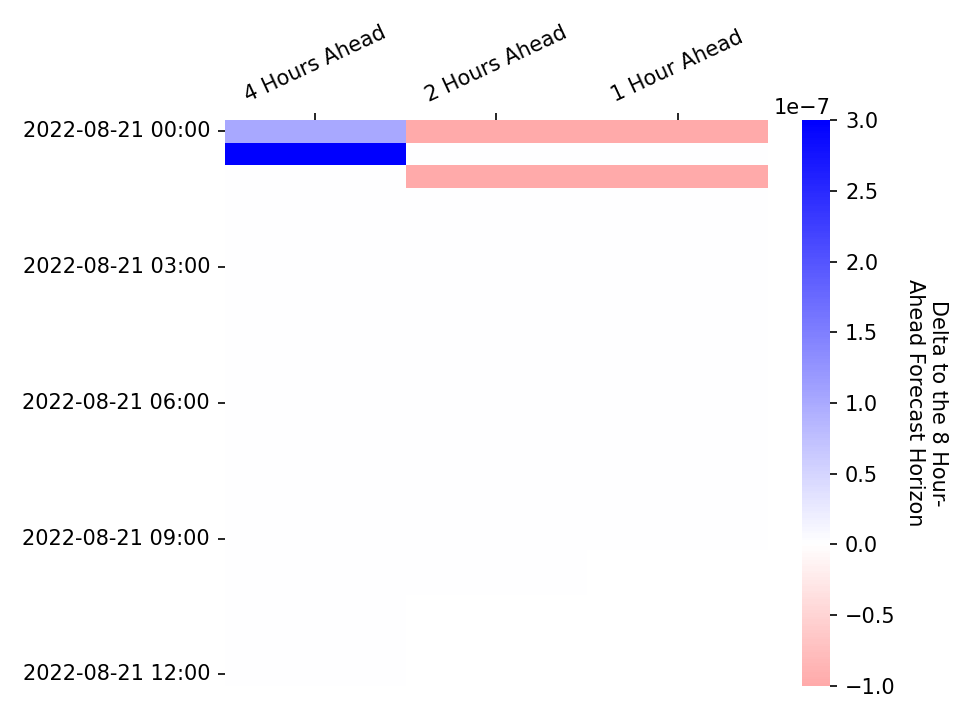 4 Hours Ahead
2 Hours Ahead
1 Hour Ahead
2022-08-21 00:00
2022-08-21 03:00
2022-08-21 06:00
2022-08-21 09:00
2022-08-21 12:00
1e−7
3.0
2.5
2.0
1.5
1.0
0.5
0.0
−0.5
−1.0
Delta to the 8 Hour-
Ahead Forecast Horizon